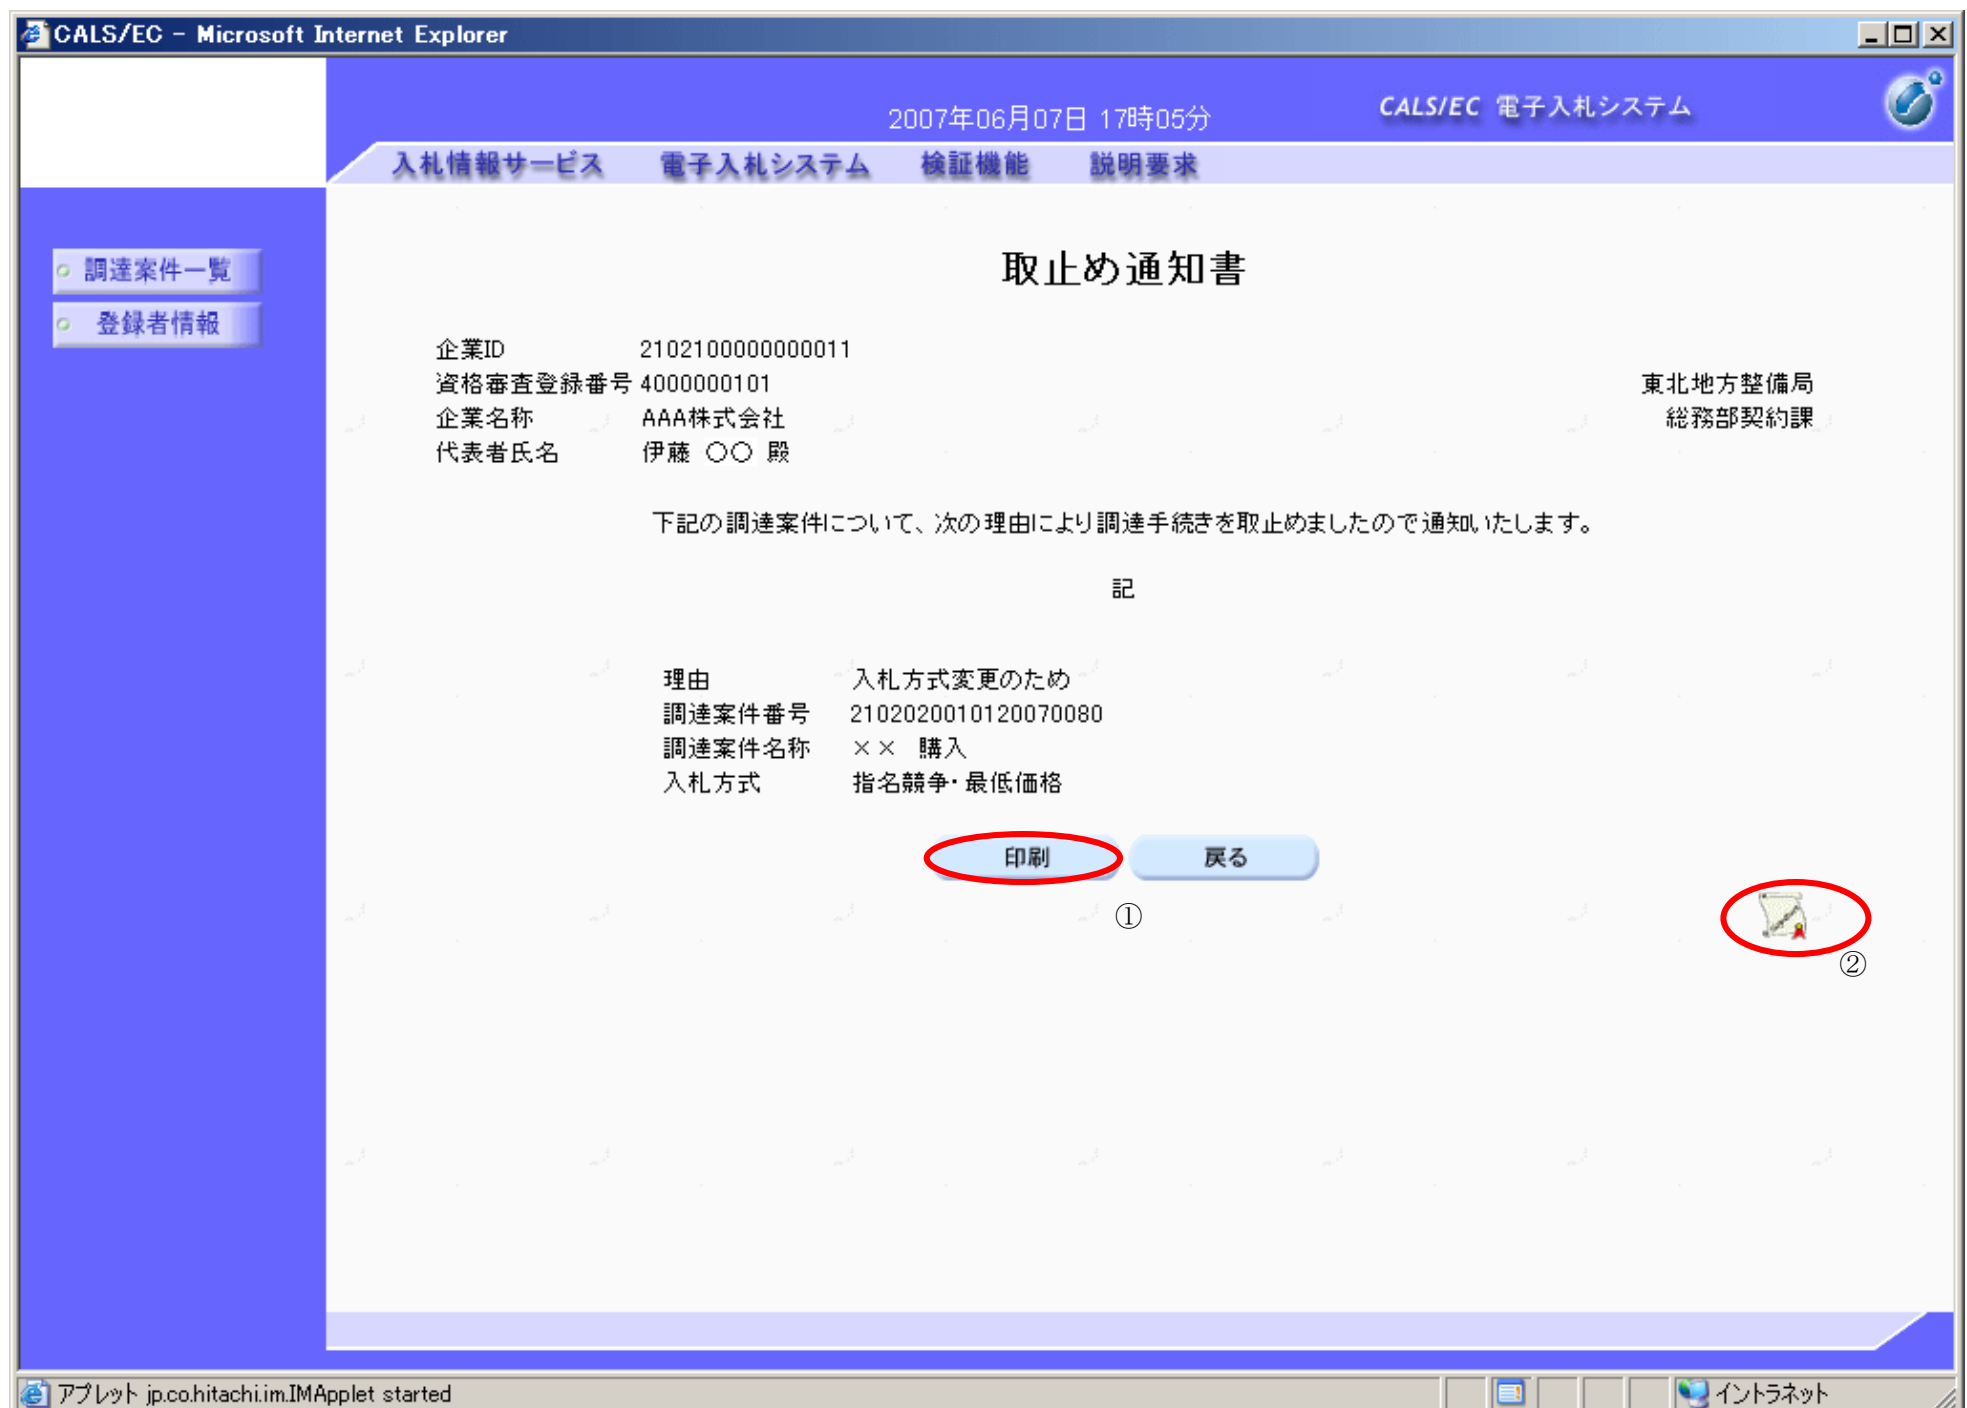 CALS/EC - Microsoft Internet Explorer
2007年06月07日 17時05分
CALS/EC 電子入札システム
入札情報サービス 電子入札システム 検証機能 説明要求
調達案件一覧
登録者情報
取止め通知書
企業ID 2102100000000011
資格審査登録番号 4000000101
東北地方整備局
企業名称 AAA株式会社
総務部契約課
代表者氏名 伊藤 〇〇 殿
下記の調達案件について、次の理由により調達手続きを取止めましたので通知いたします。
記
理由 入札方式変更のため
調達案件番号 2102020010120070080
調達案件名称 ×× 購入
入札方式 指名競争・最低価格
印刷 戻る
①
②
アプレット jp.co.hitachi.im.IMApplet started
イントラネット